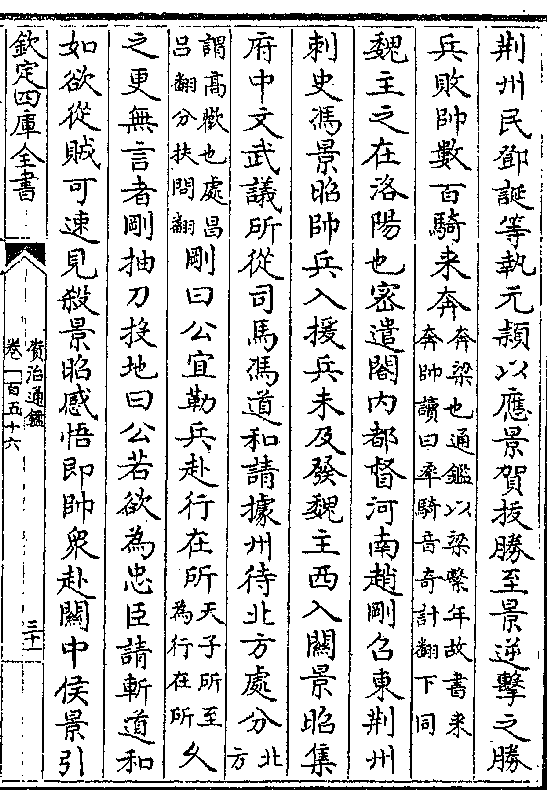 荆州民鄧誕等執元頴以應景賀拔勝至景逆擊之勝
兵敗帥數百騎来奔奔梁也通鑑以梁繫年故書来奔帥讀曰率騎音竒計翻下同
魏主之在洛陽也密遣閤内都督河南趙剛召東荆州
刺史馮景昭帥兵入援兵未及發魏主西入關景昭集
府中文武議所從司馬馮道和請據州待北方處分北方
謂髙歡也處昌吕翻分扶問翻剛曰公宜勒兵赴行在所天子所至為行在所久
之更無言者剛抽刀投地曰公若欲為忠臣請斬道和
如欲從賊可速見殺景昭感悟即帥衆赴關中侯景引
欽定四庫全書
資治通鑑
卷一百五十六
三十一